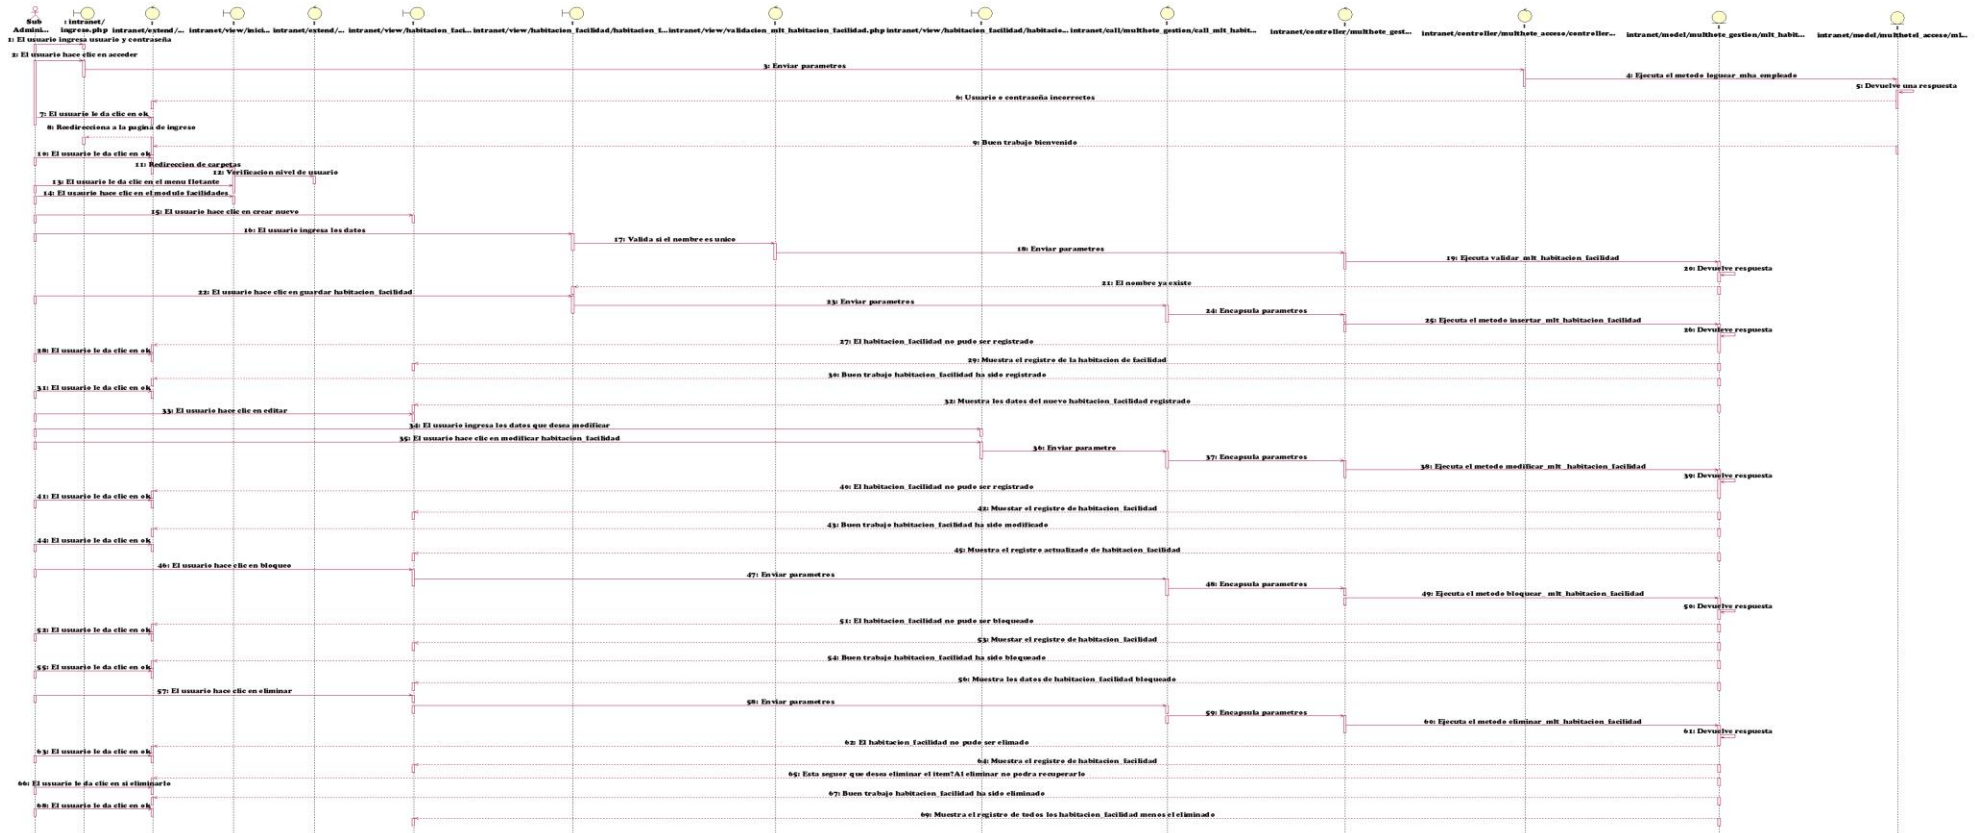 Sub
Admini...
: intranet/
ingreso.php
intranet/extend/...
intranet/view/inici...
intranet/extend/...
intranet/view/habitacion_faci...
intranet/view/habitacion_facilidad/habitacion_f...
intranet/view/validacion_mlt_habitacion_facilidad.php
intranet/view/habitacion_facilidad/habitacio...
intranet/call/multhote_gestion/call_mlt_habit...
intranet/controller/multhote_gest...
intranet/controller/multhote_acceso/controller...
intranet/model/multhote_gestion/mlt_habit...
intranet/model/multhotel_acceso/ml...
1: El usuario ingresa usuario y contraseña
2: El usuario hace clic en acceder
3: Enviar parametros
4: Ejecuta el metodo loguear_mha_empleado
5: Devuelve una respuesta
6: Usuario o contraseña incorrectos
7: El usuario le da clic en ok
8: Reedirecciona a la pagina de ingreso
9: Buen trabajo bienvenido
10: El usuario le da clic en ok
11: Redireccion de carpetas
12: Verificacion nivel de usuario
13: El usuario le da clic en el menu flotante
14: El usuario hace clic en el modulo facilidades
15: El usuario hace clic en crear nuevo
16: El usuario ingresa los datos
17: Valida si el nombre es unico
18: Enviar parametros
19: Ejecuta validar_mlt_habitacion_facilidad
20: Devuelve respuesta
21: El nombre ya existe
22: El usuario hace clic en guardar habitacion_facilidad
23: Enviar parametros
24: Encapsula parametros
25: Ejecuta el metodo insertar_mlt_habitacion_facilidad
26: Devuleve respuesta
27: El habitacion_facilidad no pudo ser registrado
28: El usuario le da clic en ok
29: Muestra el registro de la habitacion de facilidad
30: Buen trabajo habitacion_facilidad ha sido registrado
31: El usuario le da clic en ok
32: Muestra los datos del nuevo habitacion_facilidad registrado
33: El usuario hace clic en editar
34: El usuario ingresa los datos que desea modificar
35: El usuario hace clic en modificar habitacion_facilidad
36: Enviar parametro
37: Encapsula parametros
38: Ejecuta el metodo modificar_mlt _habitacion_facilidad
39: Devuelve respuesta
40: El habitacion_facilidad no pudo ser registrado
41: El usuario le da clic en ok
42: Muestar el registro de habitacion_facilidad
43: Buen trabajo habitacion_facilidad ha sido modificado
44: El usuario le da clic en ok
45: Muestra el registro actualizado de habitacion_facilidad
46: El usuario hace clic en bloqueo
47: Enviar parametros
48: Encapsula parametros
49: Ejecuta el metodo bloquear_ mlt_habitacion_facilidad
50: Devuelve respuesta
51: El habitacion_facilidad no pudo ser bloqueado
52: El usuario le da clic en ok
53: Muestar el registro de habitacion_facilidad
54: Buen trabajo habitacion_facilidad ha sido bloqueado
55: El usuario le da clic en ok
56: Muestra los datos de habitacion_facilidad bloqueado
57: El usuario hace clic en eliminar
58: Enviar parametros
59: Encapsula parametros
60: Ejecuta el metodo eliminar_mlt_habitacion_facilidad
61: Devuelve respuesta
62: El habitacion_facilidad no pudo ser elimado
63: El usuario le da clic en ok
64: Muestra el registro de habitacion_facilidad
65: Esta seguor que desea eliminar el item?Al eliminar no podra recuperarlo
66: El usuario le da clic en si eliminarlo
67: Buen trabajo habitacion_facilidad ha sido eliminado
68: El usuario le da clic en ok
69: Muestra el registro de todos los habitacion_facilidad menos el eliminado